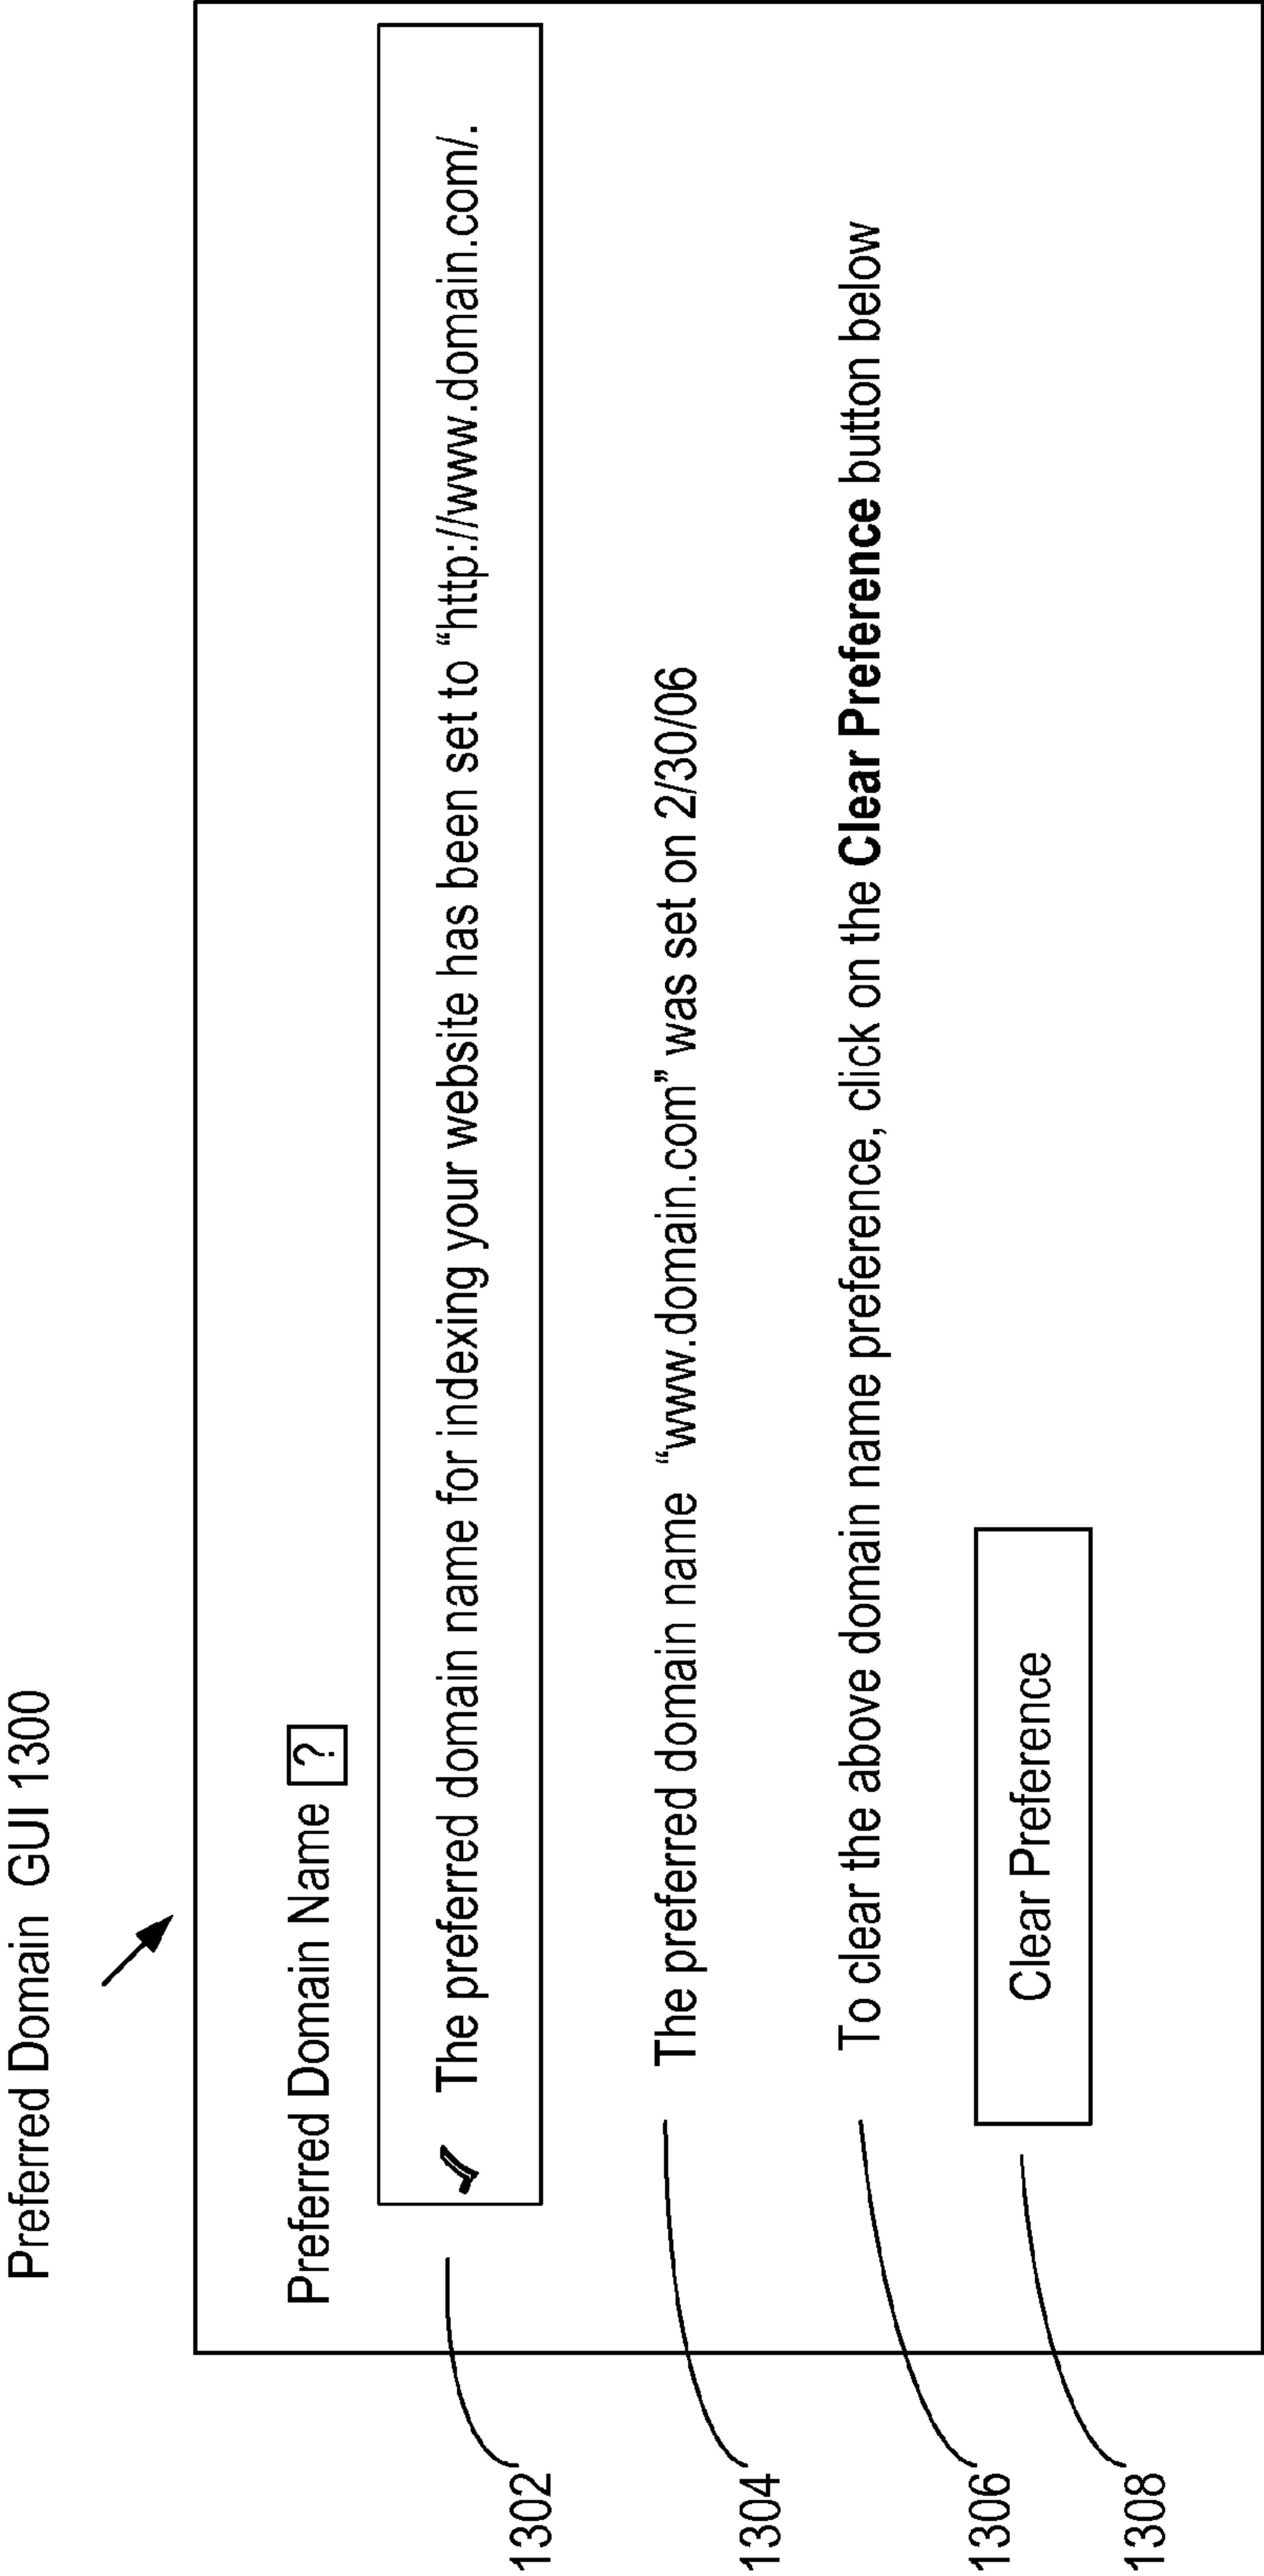 Preferred Domain GUI 1300
Preferred Domain Name ?
1302
The preferred domain name for indexing your website has been set to “http://www.domain.com/.
1304
The preferred domain name “www.domain.com” was set on 2/30/06
1306
To clear the above domain name preference, click on the Clear Preference button below
1308
Clear Preference